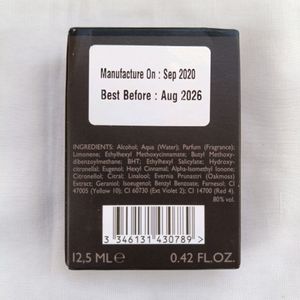 Manufacture On : Sep 2020
Best Before : Aug 2026
INGREDIENTS: Alcohol; Aqua (Water); Parfum (Fragrance);
Limonene; Ethylhexyl Methoxycinnamate; Butyl Methoxy-
dibenzoylmethane; BHT; Ethylhexyl Salicylate; Hydroxy-
citronellal; Eugenol; Hexyl Cinnamal; Alpha-Isomethyl Ionone;
Citronellol; Citral; Linalool; Evernia Prunastri (Oakmoss)
Extract; Geraniol; Isoeugenol; Benzyl Benzoate; Farnesol; CI
47005 (Yellow 10); CI 60730 (Ext Violet 2); CI 14700 (Red 4).
80% vol.
3 346131 430789 >
12,5 ML ℮ 0.42 FL.OZ.